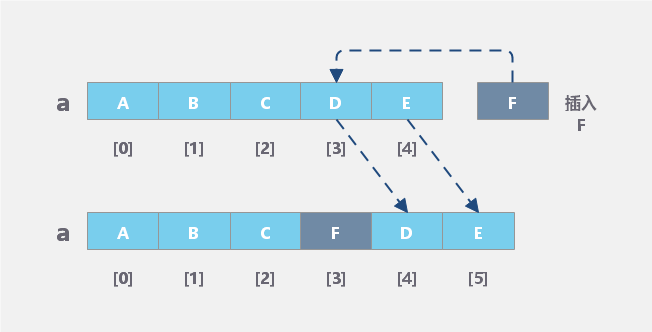 a A B C D E F 插入
F
[0] [1] [2] [3] [4]
a A B C F D E
[0] [1] [2] [3] [4] [5]